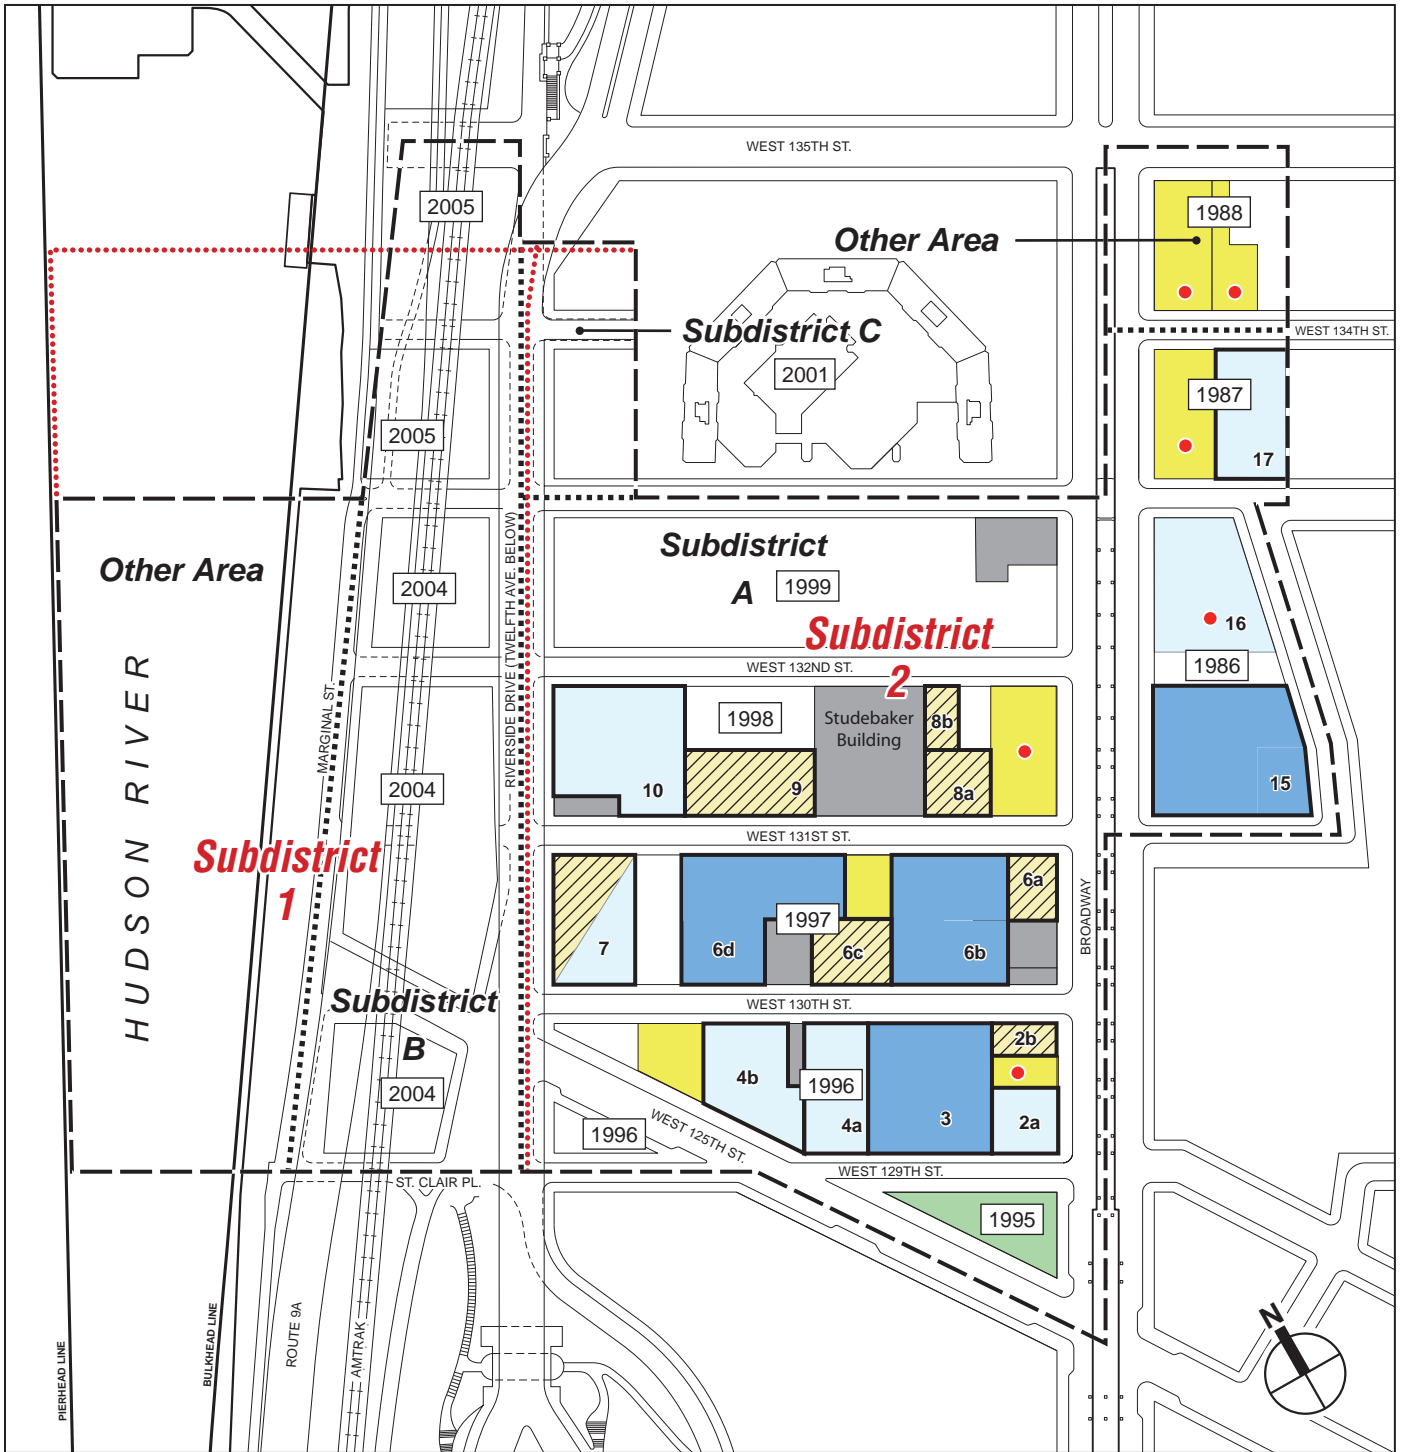 WEST 135TH ST.
2005
1988
Other Area
WEST 134TH ST.
Subdistrict C
2001
1987
2005
17
Other Area
Subdistrict
A
1999
2004
Subdistrict
2
16
WEST 132ND ST.
1986
HUDSON RIVER
MARGINAL ST.
RIVERSIDE DRIVE (TWELFTH AVE. BELOW)
1998
Studebaker
Building
8b
2004
10
9
8a
15
WEST 131ST ST.
Subdistrict
1
6a
1997
BROADWAY
7
6d
6c
6b
Subdistrict
B
WEST 130TH ST.
2b
4b
1996
2004
4a
3
2a
1996
WEST 125TH ST.
WEST 129TH ST.
ST. CLAIR PL.
1995
N
PIERHEAD LINE
BULKHEAD LINE
ROUTE 9A
AMTRAK